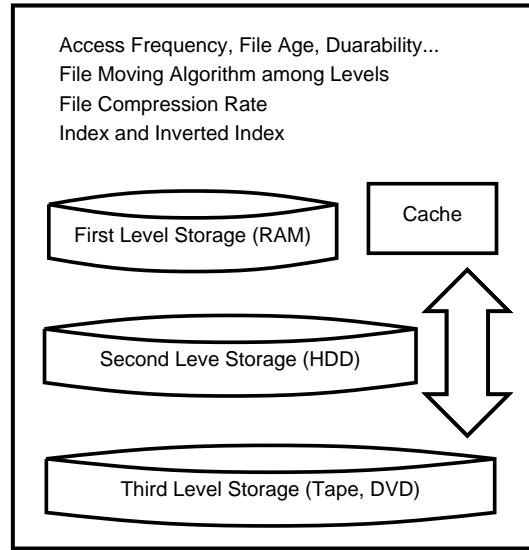 Access Frequency, File Age, Duarability...
File Moving Algorithm among Levels
File Compression Rate
Index and Inverted Index
Cache
First Level Storage (RAM)
Second Leve Storage (HDD)
Third Level Storage (Tape, DVD)